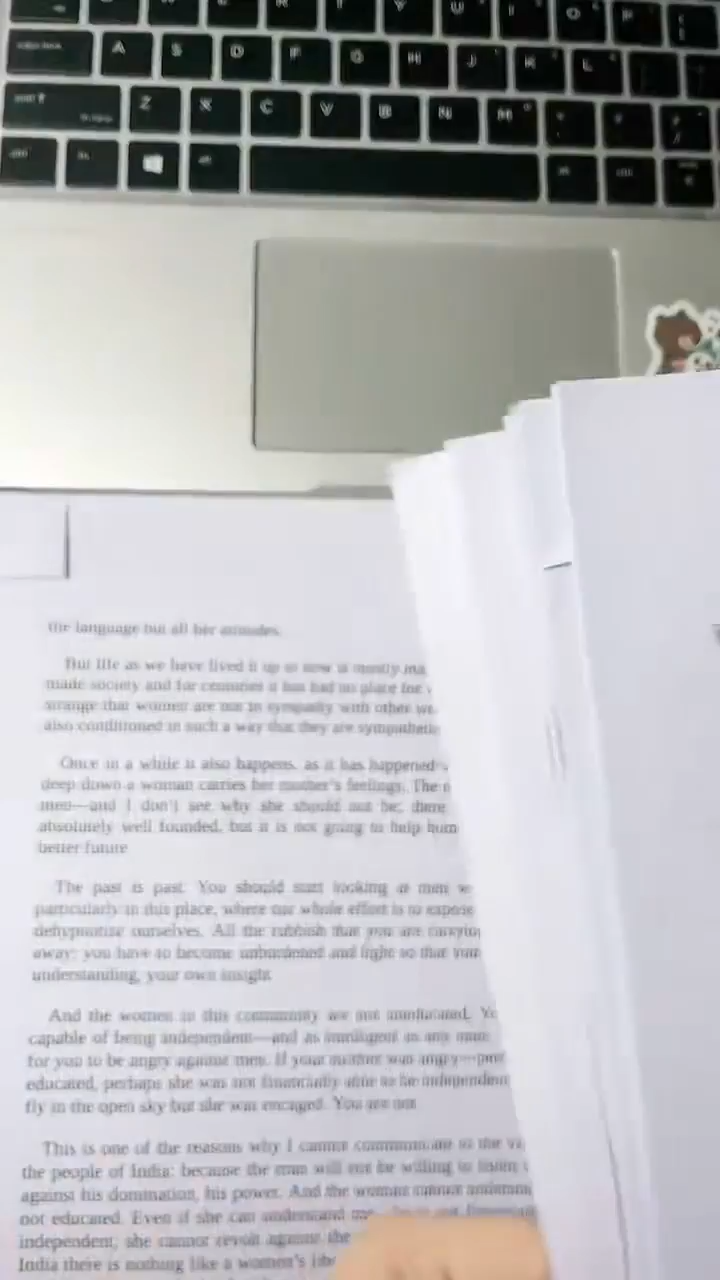 U I O P
A S D F G H J K L
Z X C V B N M
the language but all her attitudes.
But life as we have lived it up to now is mostly
made society and for centuries it has had no place for
strange that women are not in sympathy with other
also conditioned in such a way that they are sympathetic
Once in a while it also happens, as it has happened
deep down a woman carries her mother's feelings. The
men—and I don't see why she should not be; there
absolutely well founded, but it is not going to help
better future
The past is past. You should start looking at men
particularly in this place, where our whole effort is to expose
dehypnotize ourselves. All the rubbish that you are carrying
away; you have to become unburdened and light so that your
understanding, your own insight
And the women in this community are not uneducated.
capable of being independent—and as intelligent as any man
for you to be angry against men. If your mother was angry—
educated, perhaps she was not financially able to be independent
fly in the open sky but she was encaged. You are not
This is one of the reasons why I cannot communicate to the
the people of India: because the man will not be willing to
against his domination, his power. And the woman cannot
not educated. Even if she can understand me, she is not
independent; she cannot revolt against the
India there is nothing like a women's